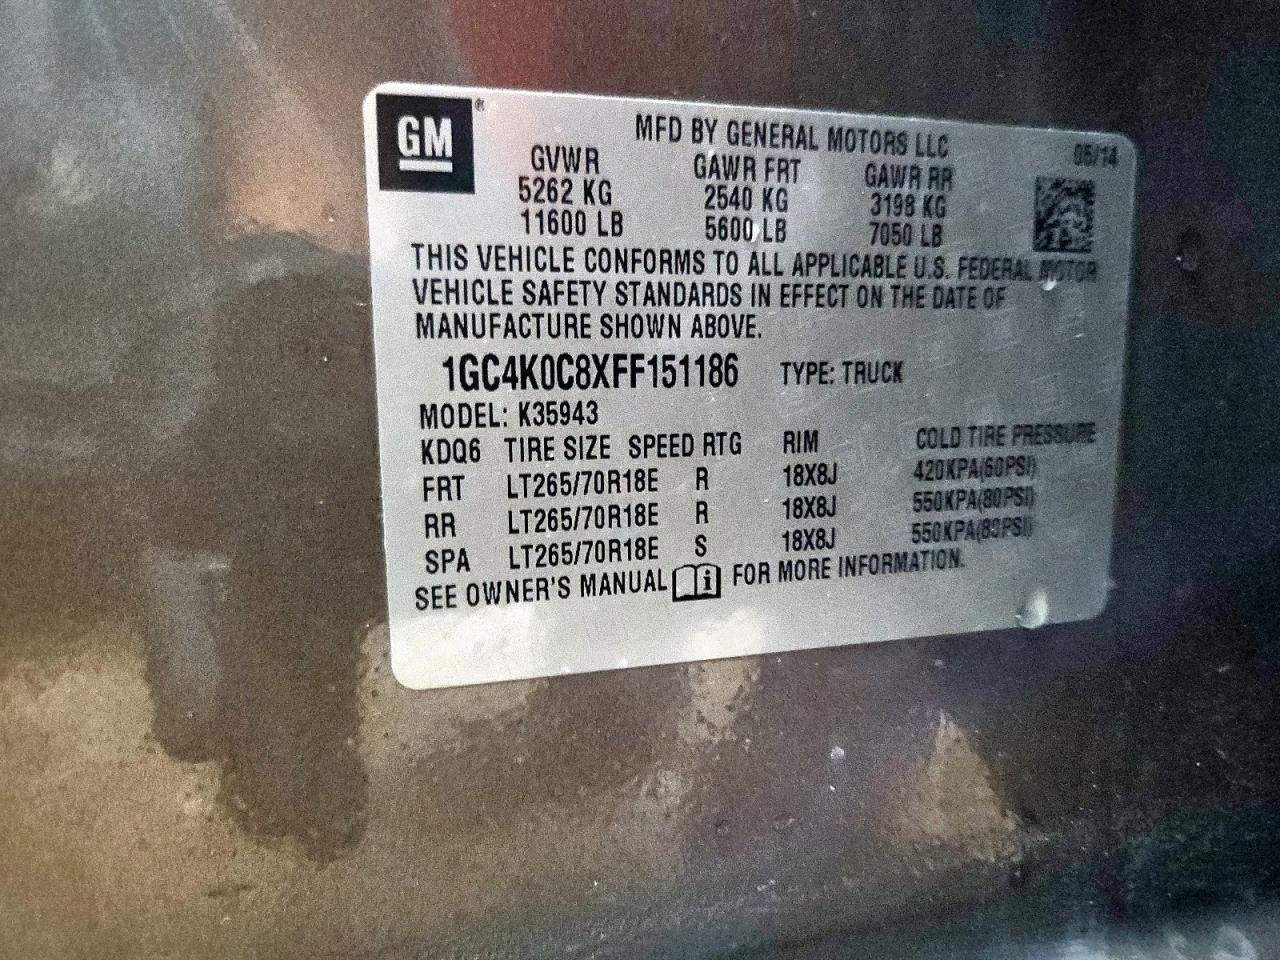 GM®
MFD BY GENERAL MOTORS LLC 05/14
GVWR GAWR FRT GAWR RR
5262 KG 2540 KG 3198 KG
11600 LB 5600 LB 7050 LB
THIS VEHICLE CONFORMS TO ALL APPLICABLE U.S. FEDERAL MOTOR
VEHICLE SAFETY STANDARDS IN EFFECT ON THE DATE OF
MANUFACTURE SHOWN ABOVE.
1GC4K0C8XFF151186 TYPE: TRUCK
MODEL: K35943
KDQ6 TIRE SIZE SPEED RTG RIM COLD TIRE PRESSURE
FRT LT265/70R18E R 18X8J 420KPA(60PSI)
RR LT265/70R18E R 18X8J 550KPA(80PSI)
SPA LT265/70R18E S 18X8J 550KPA(80PSI)
SEE OWNER'S MANUAL i FOR MORE INFORMATION.